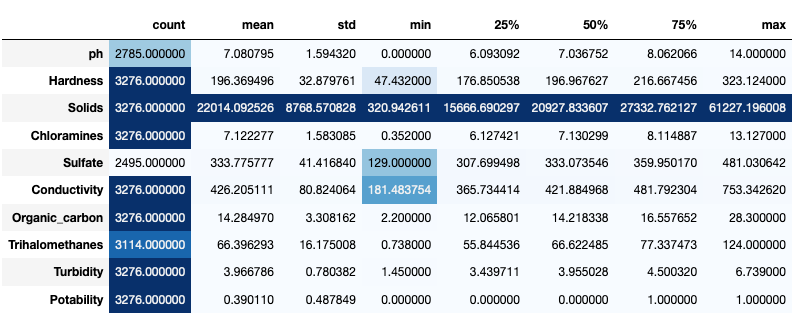 count mean std min 25% 50% 75% max
ph 2785.000000 7.080795 1.594320 0.000000 6.093092 7.036752 8.062066 14.000000
Hardness 3276.000000 196.369496 32.879761 47.432000 176.850538 196.967627 216.667456 323.124000
Solids 3276.000000 22014.092526 8768.570828 320.942611 15666.690297 20927.833607 27332.762127 61227.196008
Chloramines 3276.000000 7.122277 1.583085 0.352000 6.127421 7.130299 8.114887 13.127000
Sulfate 2495.000000 333.775777 41.416840 129.000000 307.699498 333.073546 359.950170 481.030642
Conductivity 3276.000000 426.205111 80.824064 181.483754 365.734414 421.884968 481.792304 753.342620
Organic_carbon 3276.000000 14.284970 3.308162 2.200000 12.065801 14.218338 16.557652 28.300000
Trihalomethanes 3114.000000 66.396293 16.175008 0.738000 55.844536 66.622485 77.337473 124.000000
Turbidity 3276.000000 3.966786 0.780382 1.450000 3.439711 3.955028 4.500320 6.739000
Potability 3276.000000 0.390110 0.487849 0.000000 0.000000 0.000000 1.000000 1.000000